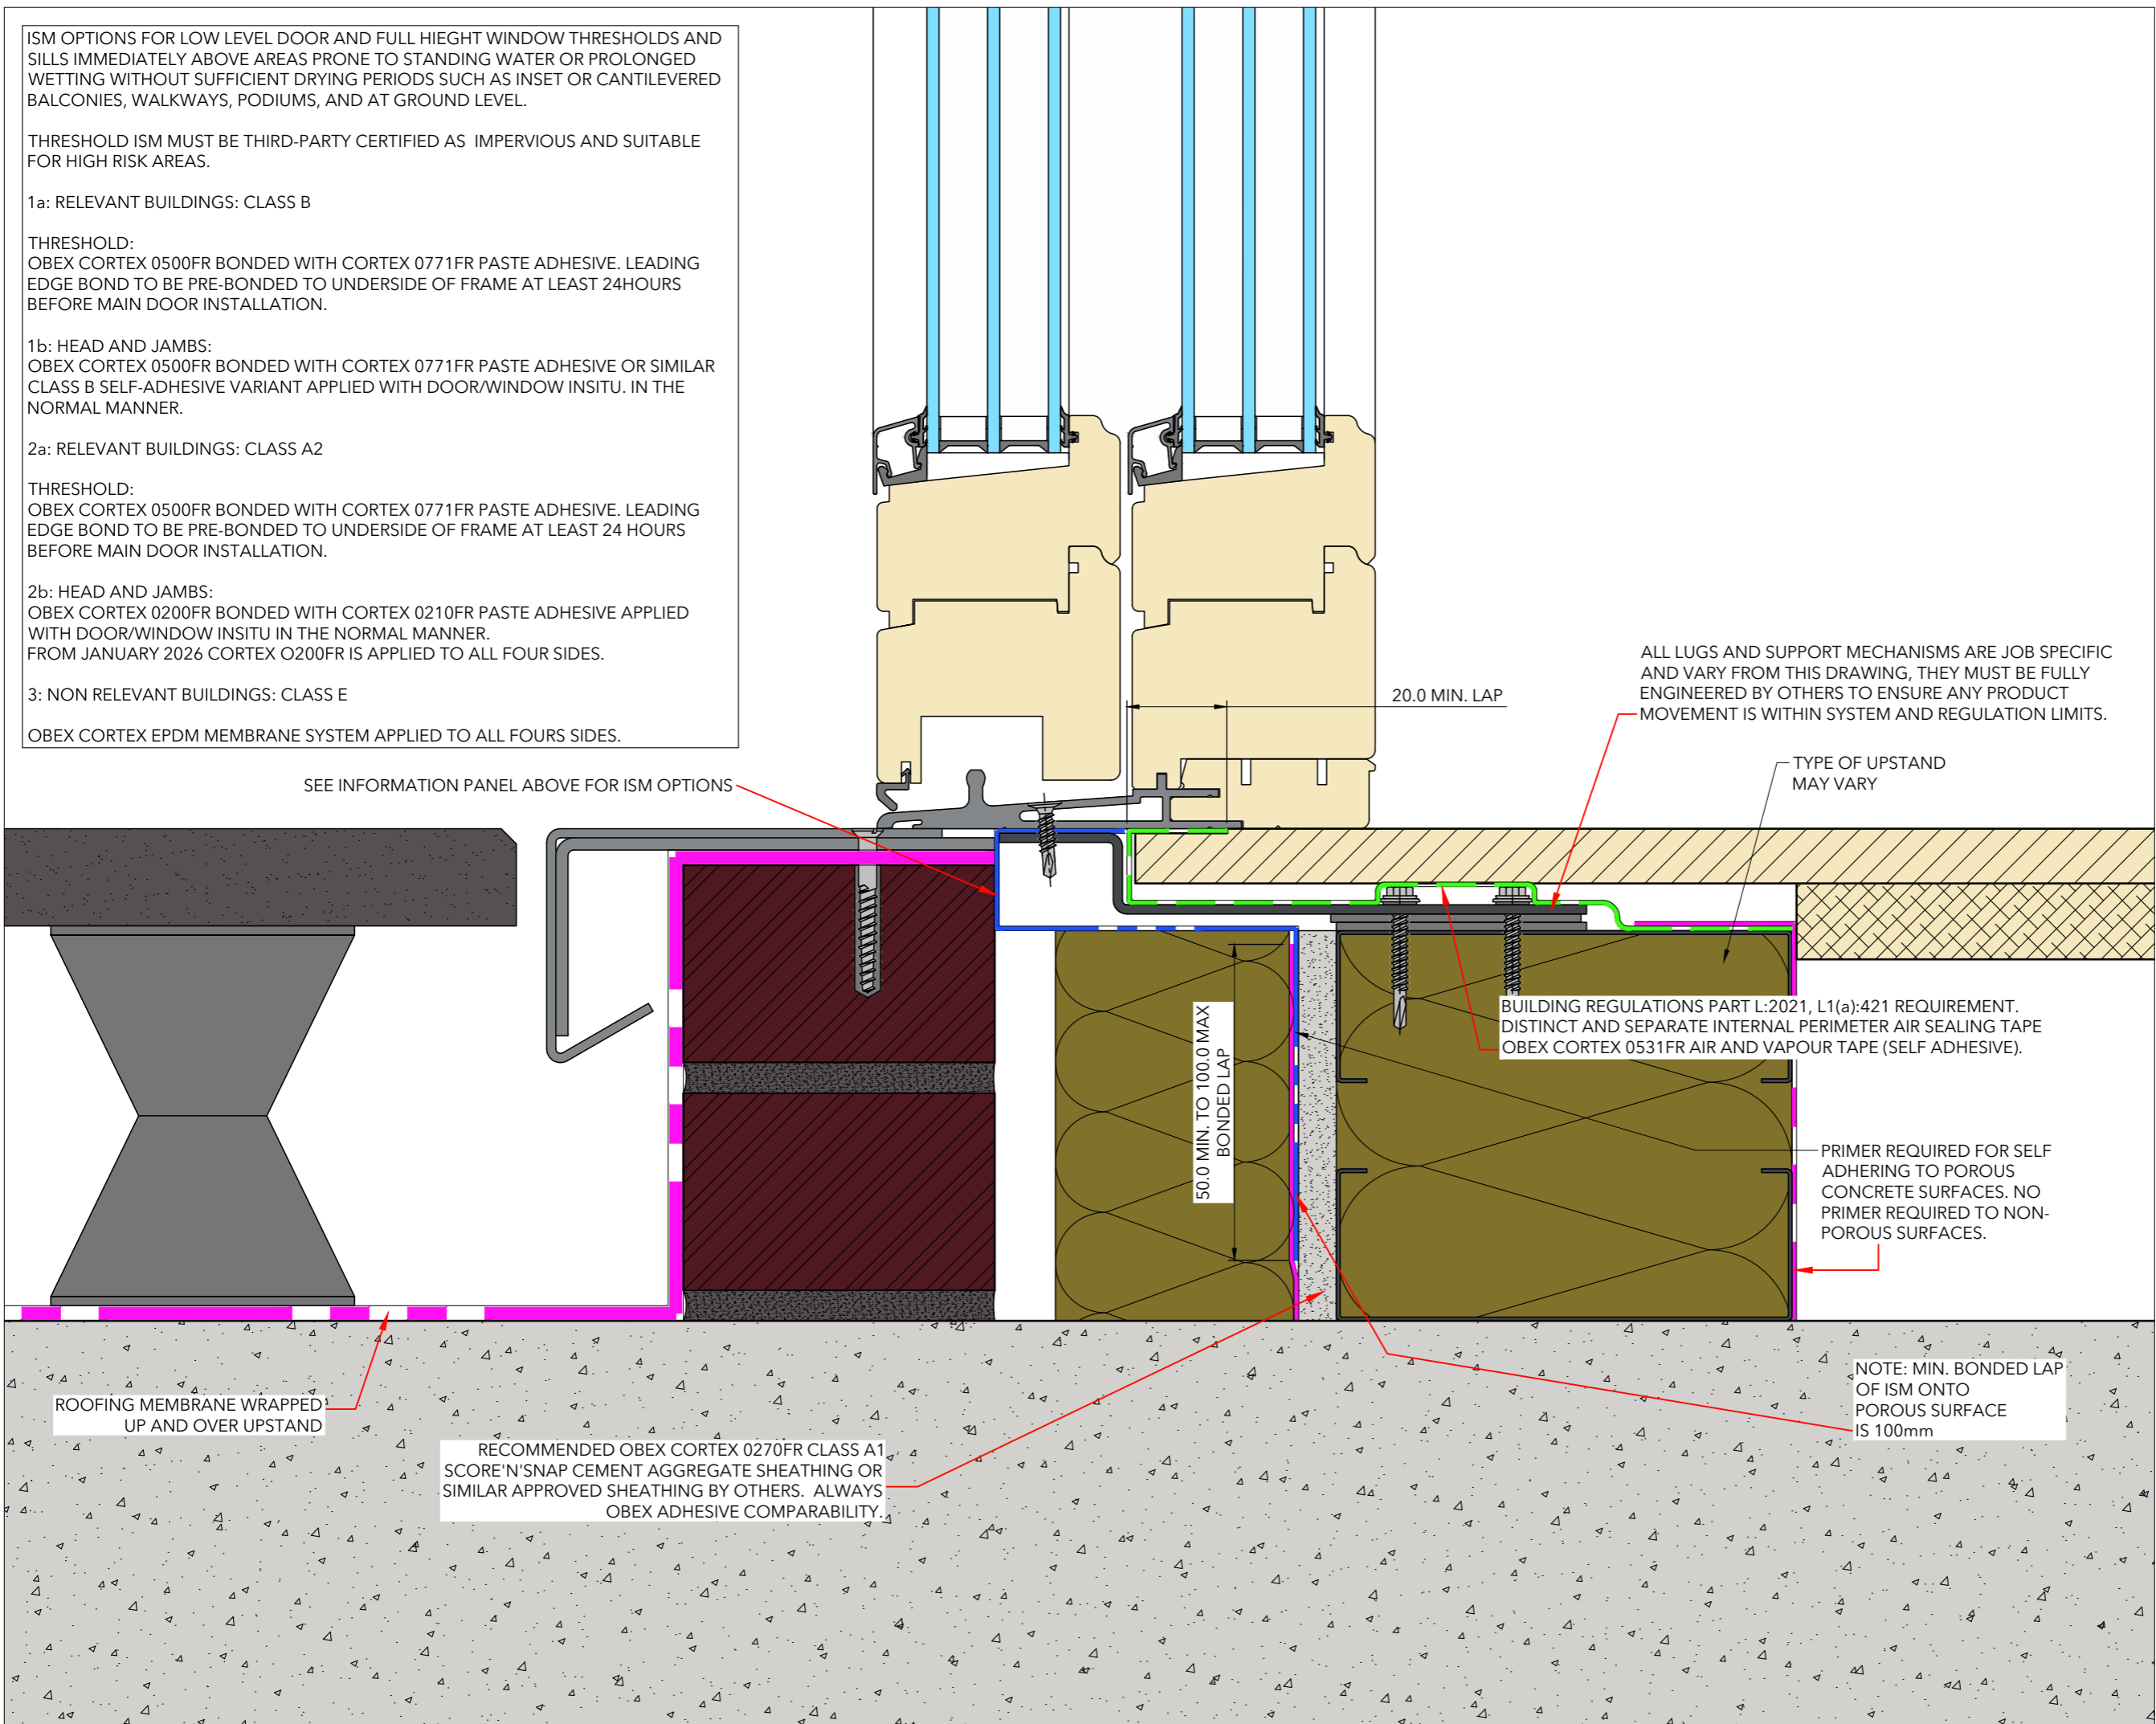 ISM OPTIONS FOR LOW LEVEL DOOR AND FULL HIEGHT WINDOW THRESHOLDS AND
SILLS IMMEDIATELY ABOVE AREAS PRONE TO STANDING WATER OR PROLONGED
WETTING WITHOUT SUFFICIENT DRYING PERIODS SUCH AS INSET OR CANTILEVERED
BALCONIES, WALKWAYS, PODIUMS, AND AT GROUND LEVEL.
THRESHOLD ISM MUST BE THIRD-PARTY CERTIFIED AS IMPERVIOUS AND SUITABLE
FOR HIGH RISK AREAS.
1a: RELEVANT BUILDINGS: CLASS B
THRESHOLD:
OBEX CORTEX 0500FR BONDED WITH CORTEX 0771FR PASTE ADHESIVE. LEADING
EDGE BOND TO BE PRE-BONDED TO UNDERSIDE OF FRAME AT LEAST 24HOURS
BEFORE MAIN DOOR INSTALLATION.
1b: HEAD AND JAMBS:
OBEX CORTEX 0500FR BONDED WITH CORTEX 0771FR PASTE ADHESIVE OR SIMILAR
CLASS B SELF-ADHESIVE VARIANT APPLIED WITH DOOR/WINDOW INSITU. IN THE
NORMAL MANNER.
2a: RELEVANT BUILDINGS: CLASS A2
THRESHOLD:
OBEX CORTEX 0500FR BONDED WITH CORTEX 0771FR PASTE ADHESIVE. LEADING
EDGE BOND TO BE PRE-BONDED TO UNDERSIDE OF FRAME AT LEAST 24 HOURS
BEFORE MAIN DOOR INSTALLATION.
2b: HEAD AND JAMBS:
OBEX CORTEX 0200FR BONDED WITH CORTEX 0210FR PASTE ADHESIVE APPLIED
WITH DOOR/WINDOW INSITU IN THE NORMAL MANNER.
FROM JANUARY 2026 CORTEX O200FR IS APPLIED TO ALL FOUR SIDES.
3: NON RELEVANT BUILDINGS: CLASS E
OBEX CORTEX EPDM MEMBRANE SYSTEM APPLIED TO ALL FOURS SIDES.
SEE INFORMATION PANEL ABOVE FOR ISM OPTIONS
20.0 MIN. LAP
ALL LUGS AND SUPPORT MECHANISMS ARE JOB SPECIFIC
AND VARY FROM THIS DRAWING, THEY MUST BE FULLY
ENGINEERED BY OTHERS TO ENSURE ANY PRODUCT
MOVEMENT IS WITHIN SYSTEM AND REGULATION LIMITS.
TYPE OF UPSTAND
MAY VARY
BUILDING REGULATIONS PART L:2021, L1(a):421 REQUIREMENT.
DISTINCT AND SEPARATE INTERNAL PERIMETER AIR SEALING TAPE
OBEX CORTEX 0531FR AIR AND VAPOUR TAPE (SELF ADHESIVE).
50.0 MIN. TO 100.0 MAX
BONDED LAP
PRIMER REQUIRED FOR SELF
ADHERING TO POROUS
CONCRETE SURFACES. NO
PRIMER REQUIRED TO NON-
POROUS SURFACES.
NOTE: MIN. BONDED LAP
OF ISM ONTO
POROUS SURFACE
IS 100mm
ROOFING MEMBRANE WRAPPED
UP AND OVER UPSTAND
RECOMMENDED OBEX CORTEX 0270FR CLASS A1
SCORE'N'SNAP CEMENT AGGREGATE SHEATHING OR
SIMILAR APPROVED SHEATHING BY OTHERS. ALWAYS
OBEX ADHESIVE COMPARABILITY.